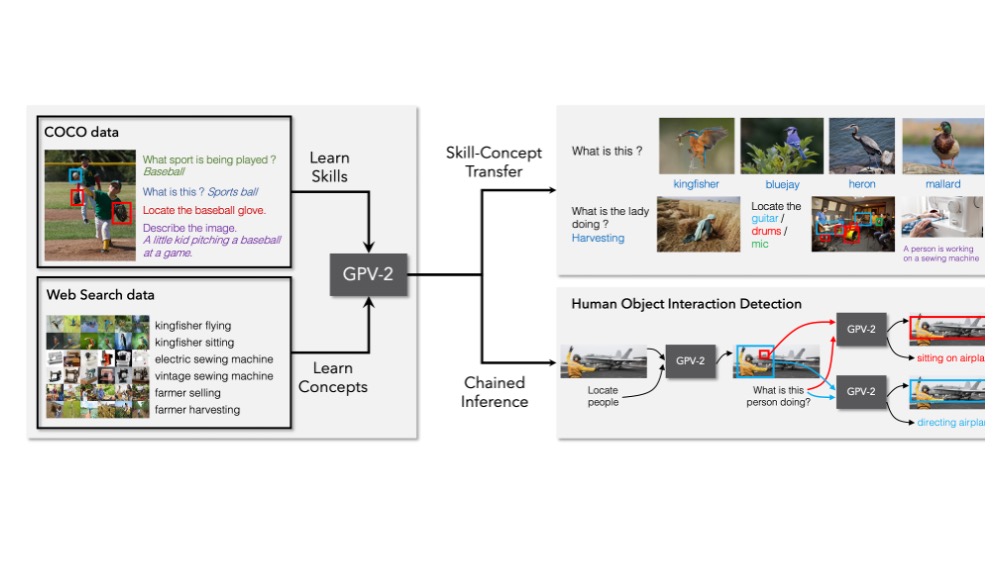 COCO data
What sport is being played ?
Baseball
What is this ? Sports ball
Locate the baseball glove.
Describe the image.
A little kid pitching a baseball
at a game.
Web Search data
kingfisher flying
kingfisher sitting
electric sewing machine
vintage sewing machine
farmer selling
farmer harvesting
Learn
Skills
GPV-2
Learn
Concepts
Skill-Concept
Transfer
Chained
Inference
What is this ?
kingfisher
bluejay
heron
mallard
What is the lady
doing ?
Harvesting
Locate the
guitar /
drums /
mic
A person is working
on a sewing machine
Human Object Interaction Detection
Locate
people
GPV-2
What is this
person doing?
GPV-2
sitting on airpla
GPV-2
directing airpla